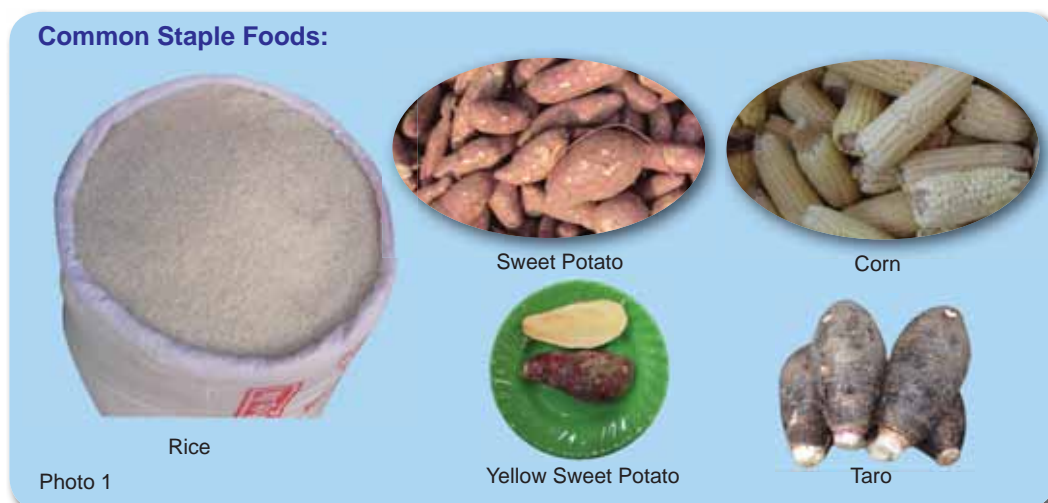 Common Staple Foods:
Sweet Potato
Corn
Rice
Yellow Sweet Potato
Taro
Photo 1